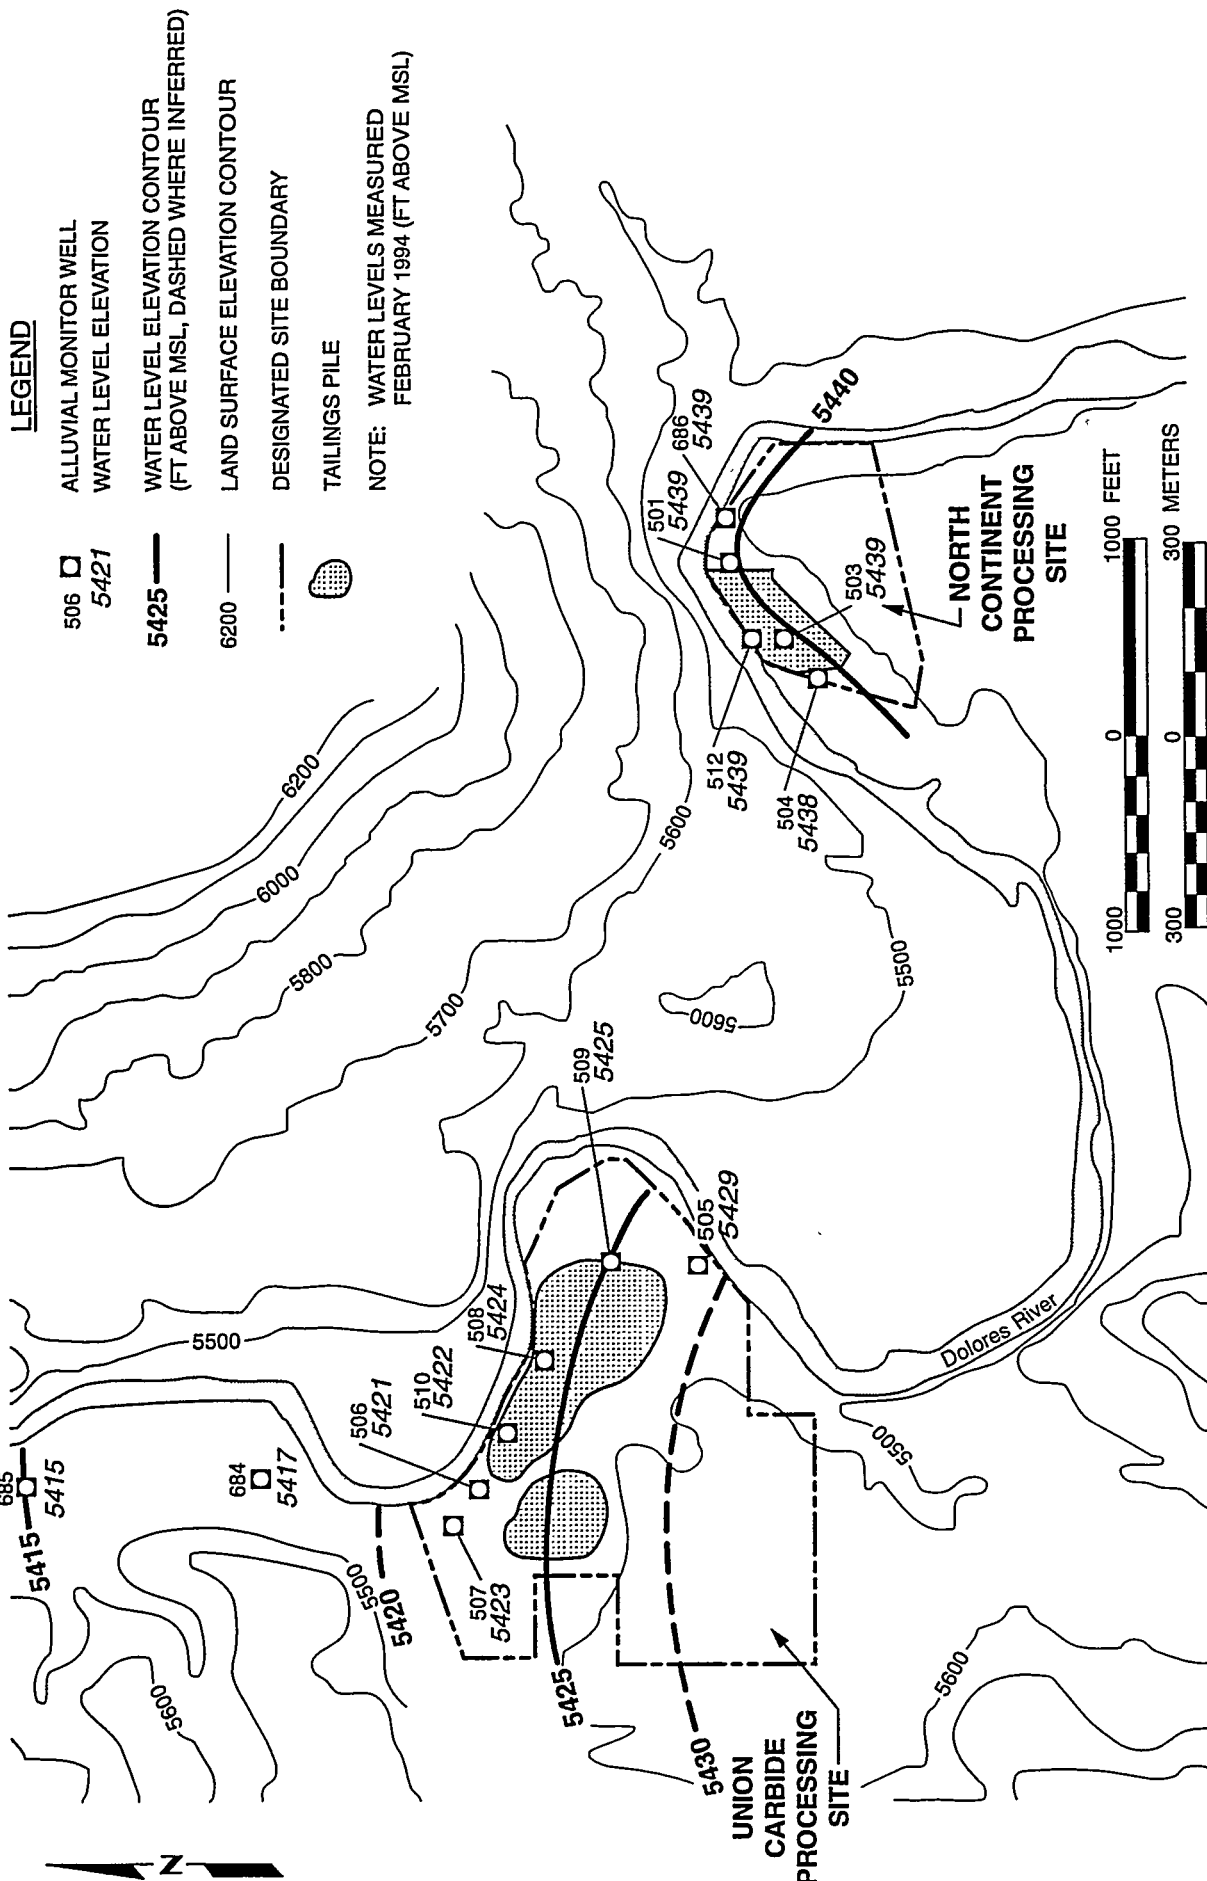 LEGEND
506
5421
ALLUVIAL MONITOR WELL
WATER LEVEL ELEVATION
5425
WATER LEVEL ELEVATION CONTOUR
(FT ABOVE MSL, DASHED WHERE INFERRED)
6200
LAND SURFACE ELEVATION CONTOUR
DESIGNATED SITE BOUNDARY
TAILINGS PILE
NOTE: WATER LEVELS MEASURED
FEBRUARY 1994 (FT ABOVE MSL)
6200
6000
5800
5700
5600
5500
5600
5500
685
5415
5415
684
5417
5420
5500
5600
506
5421
510
5422
508
5424
509
5425
507
5423
505
5429
5425
5430
5500
5600
Dolores River
UNION
CARBIDE
PROCESSING
SITE
686
5439
501
5439
503
5439
512
5439
504
5438
5440
NORTH
CONTINENT
PROCESSING
SITE
1000 0 1000 FEET
300 0 300 METERS
N